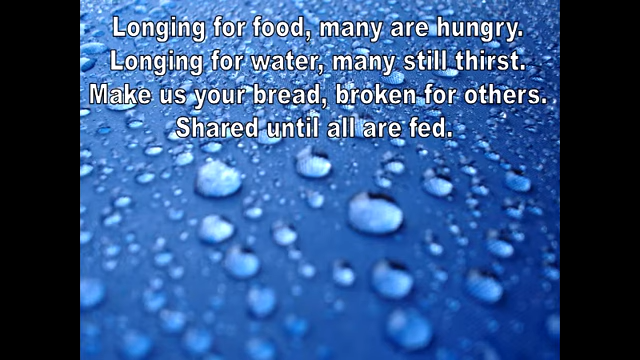 Longing for food, many are hungry.
Longing for water, many still thirst.
Make us your bread, broken for others.
Shared until all are fed.